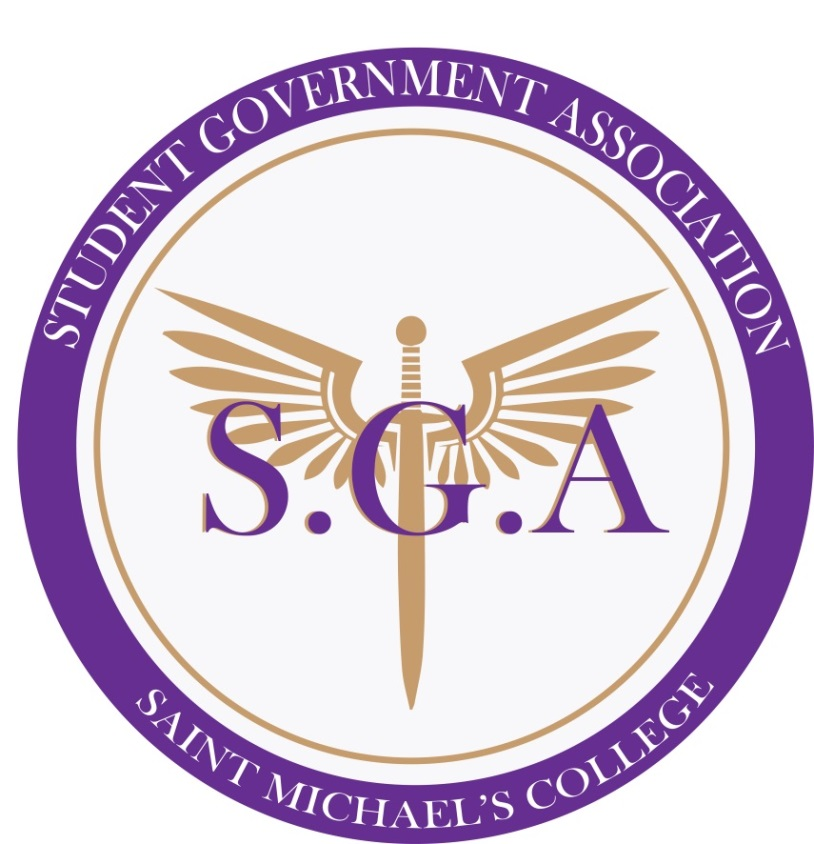 STUDENT GOVERNMENT ASSOCIATION
S.G.A
SAINT MICHAEL'S COLLEGE